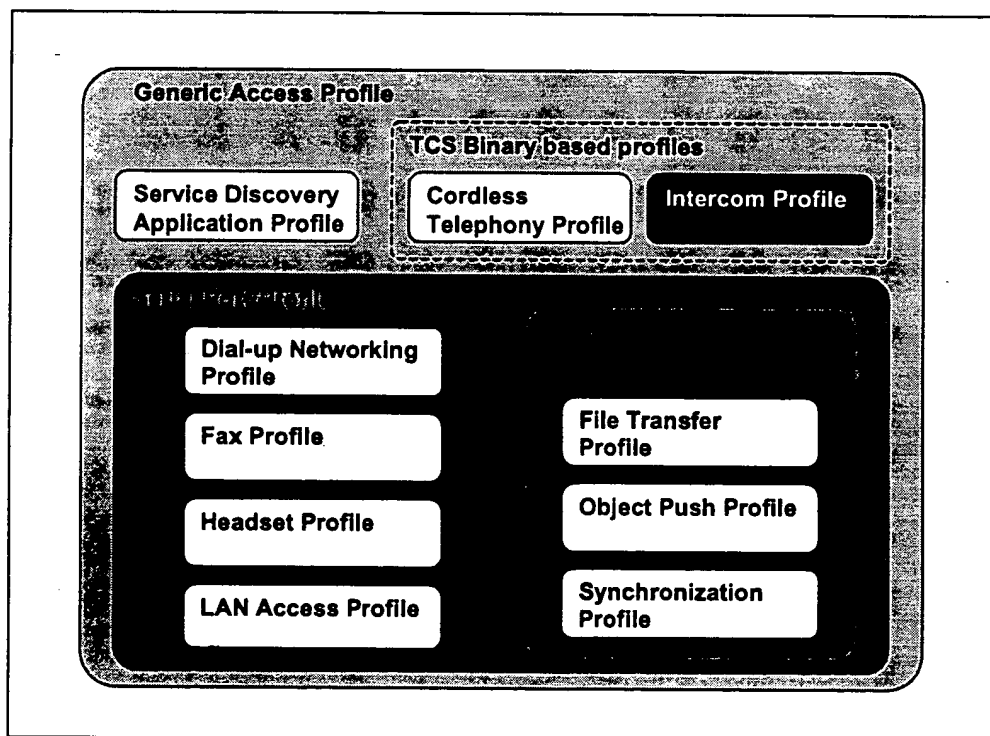 Generic Access Profile
TCS Binary based profiles
Service Discovery
Application Profile
Cordless
Telephony Profile
Intercom Profile
Dial-up Networking
Profile
Fax Profile
Headset Profile
LAN Access Profile
File Transfer
Profile
Object Push Profile
Synchronization
Profile